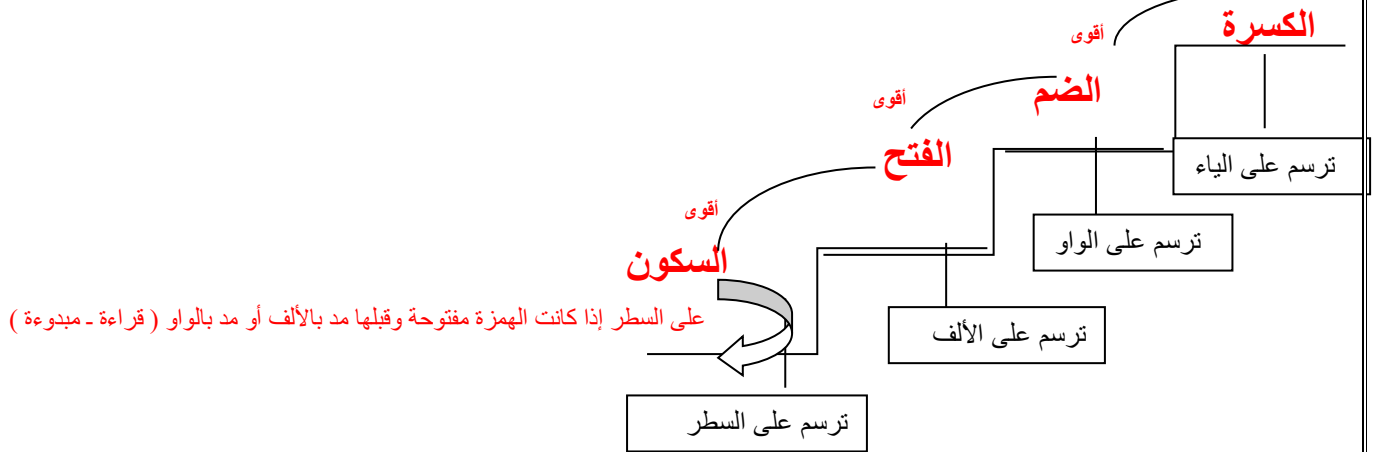 الكسرة
أقوى
الضم
أقوى
الفتح
ترسم على الياء
أقوى
ترسم على الواو
السكون
على السطر إذا كانت الهمزة مفتوحة وقبلها مد بالألف أو مد بالواو ( قراءة ـ مبدوءة )
ترسم على الألف
ترسم على السطر